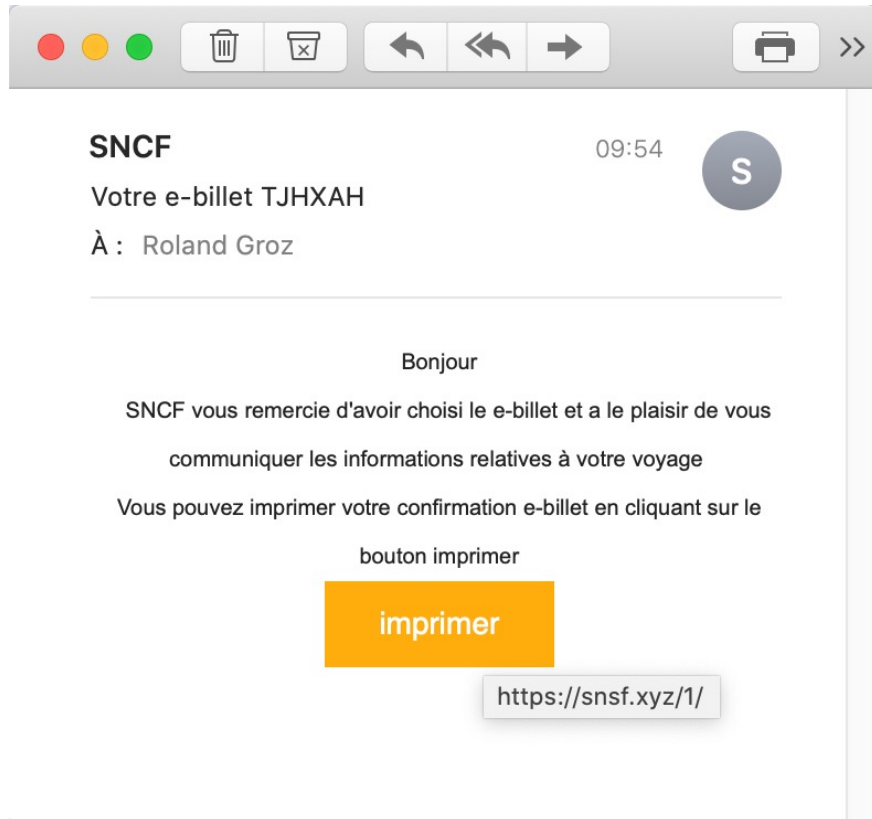 SNCF
09:54
S
Votre e-billet TJHXAH
À : Roland Groz
Bonjour
SNCF vous remercie d'avoir choisi le e-billet et a le plaisir de vous
communiquer les informations relatives à votre voyage
Vous pouvez imprimer votre confirmation e-billet en cliquant sur le
bouton imprimer
imprimer
https://snsf.xyz/1/